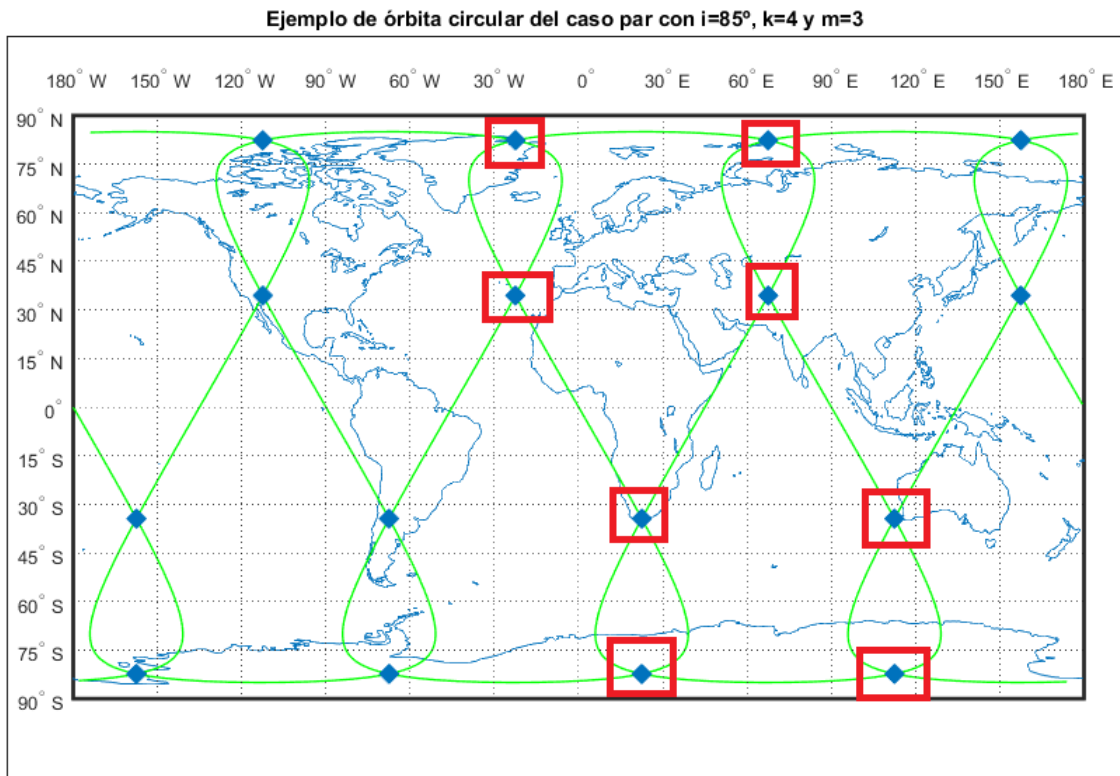 Ejemplo de órbita circular del caso par con i=85º, k=4 y m=3
180° W 150° W 120° W 90° W 60° W 30° W 0° 30° E 60° E 90° E 120° E 150° E 180° E
90° N
75° N
60° N
45° N
30° N
15° N
0°
15° S
30° S
45° S
60° S
75° S
90° S